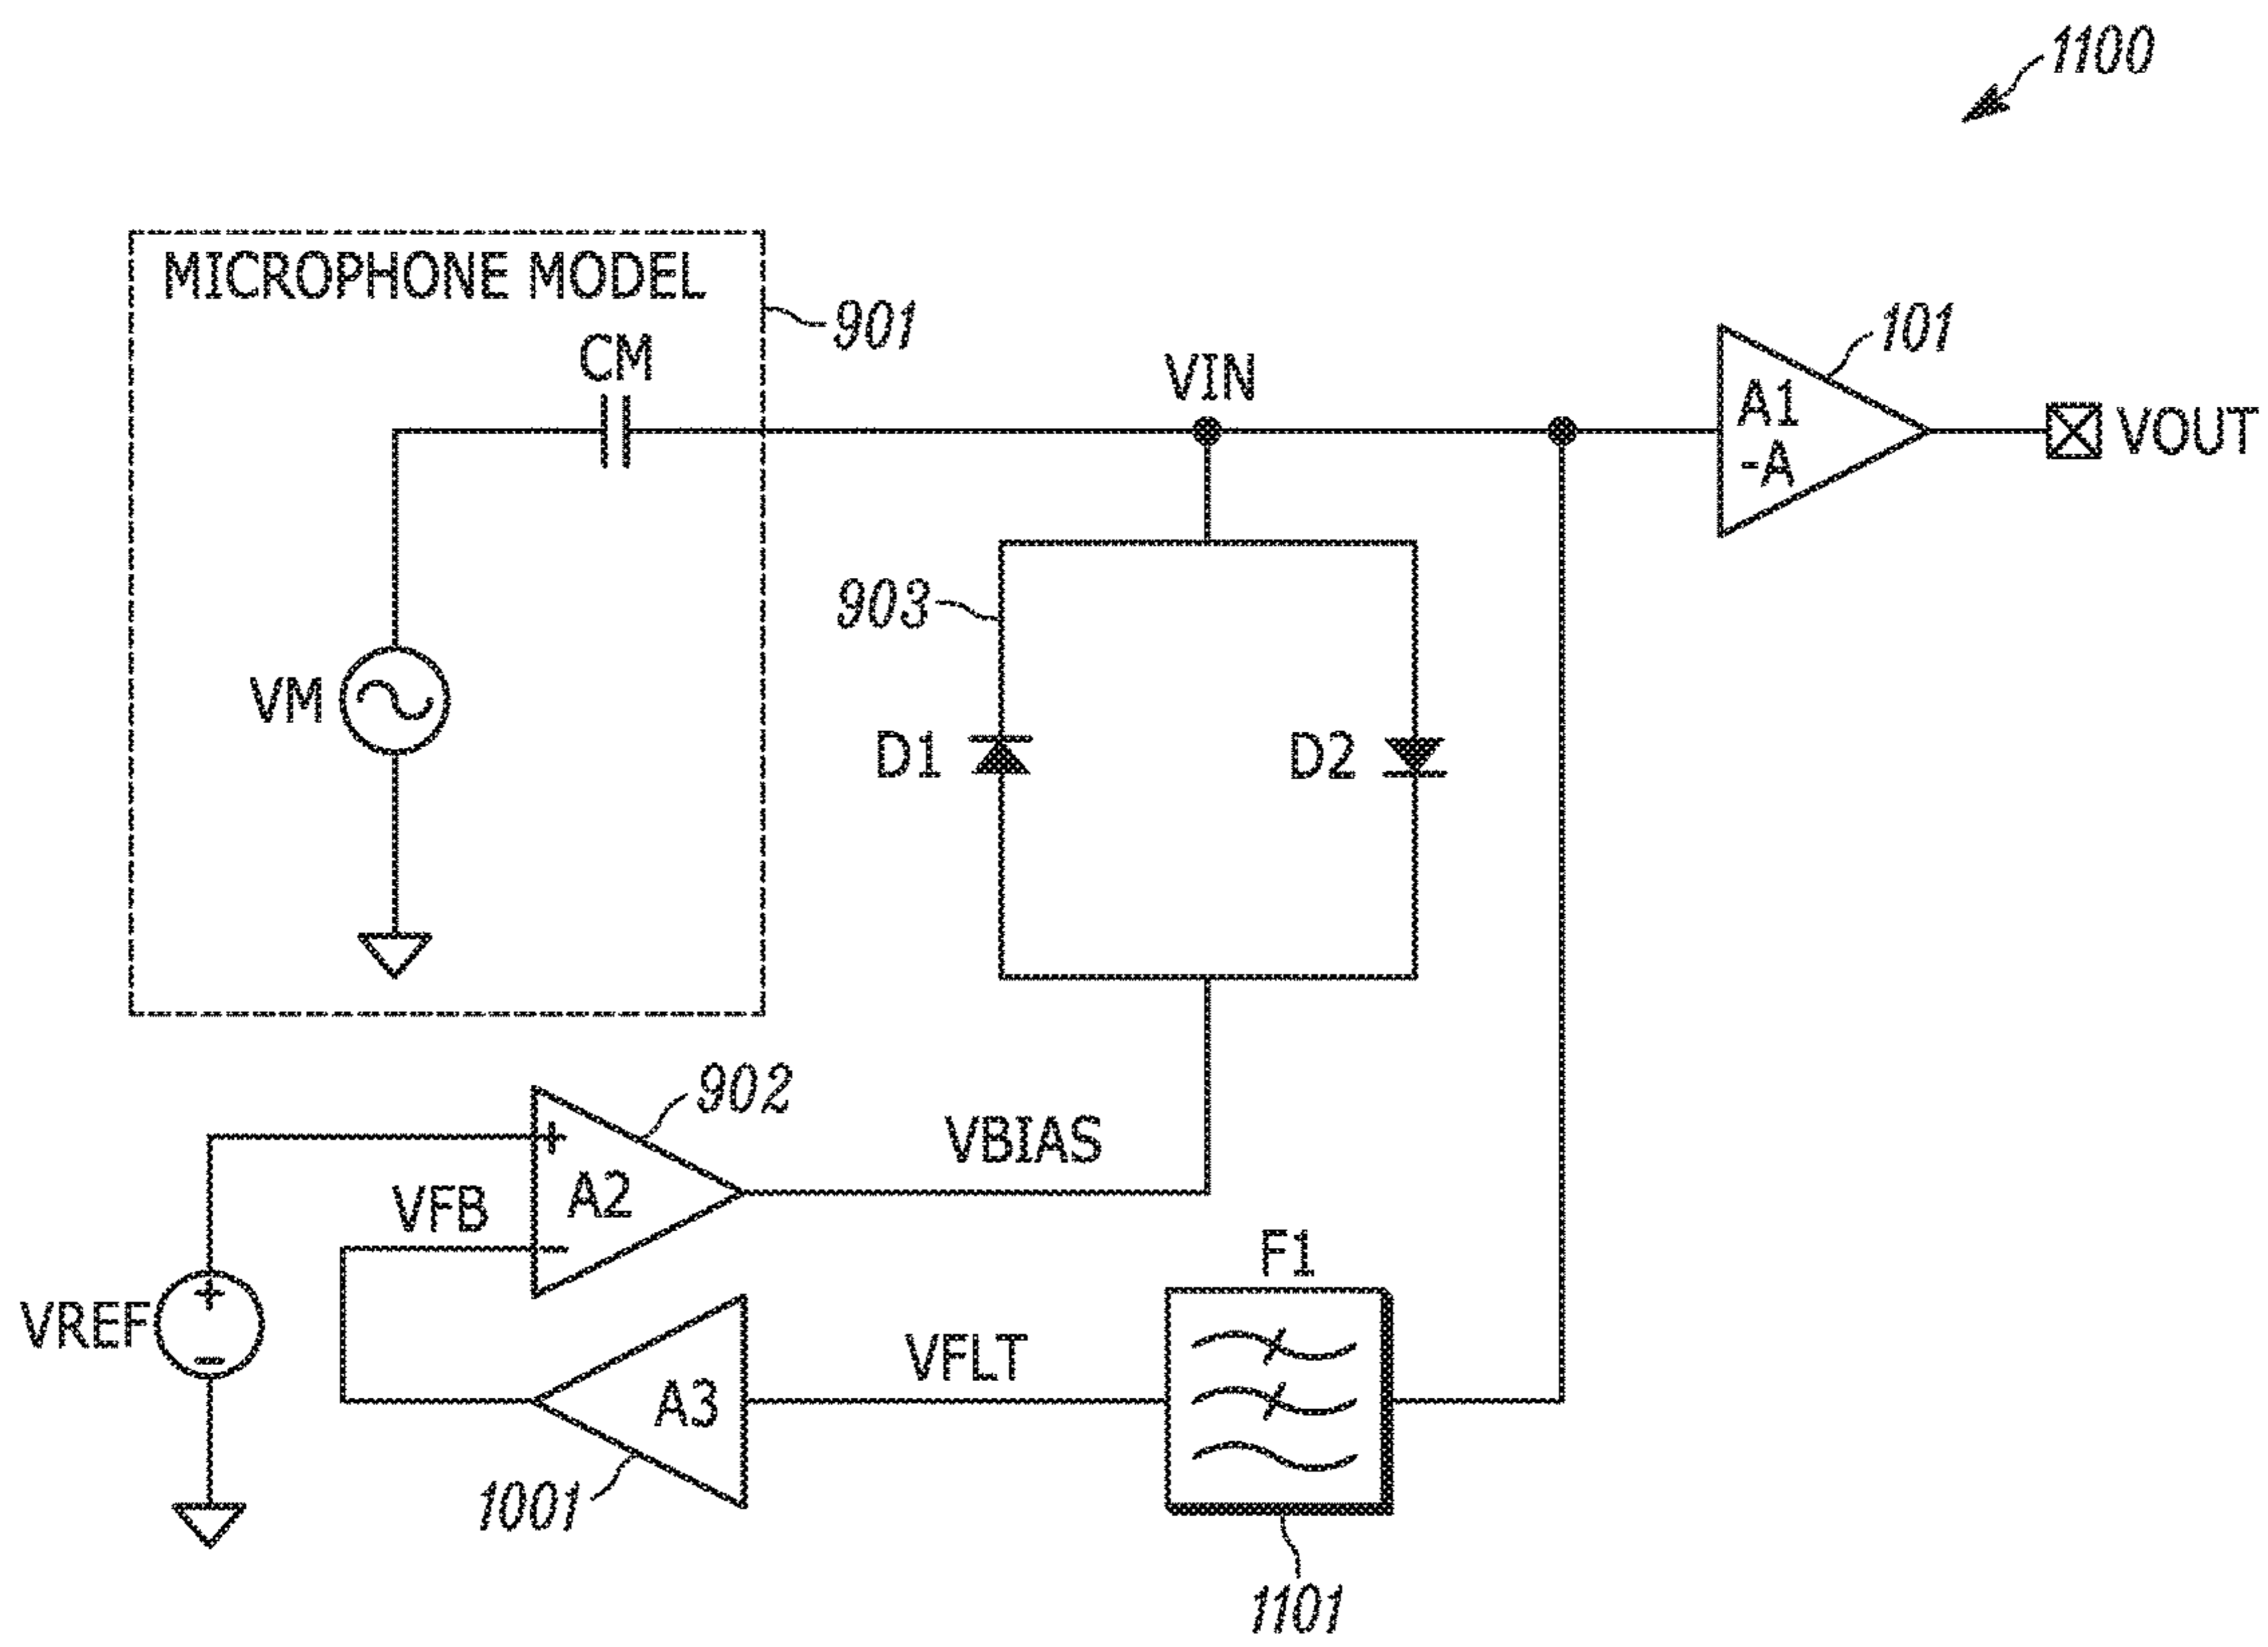 1100
MICROPHONE MODEL
901
CM
VIN
101
A1
-A
VOUT
903
VM
D1
D2
902
+
A2
VBIAS
VFB
−
F1
VREF
+
−
VFLT
A3
1001
1101